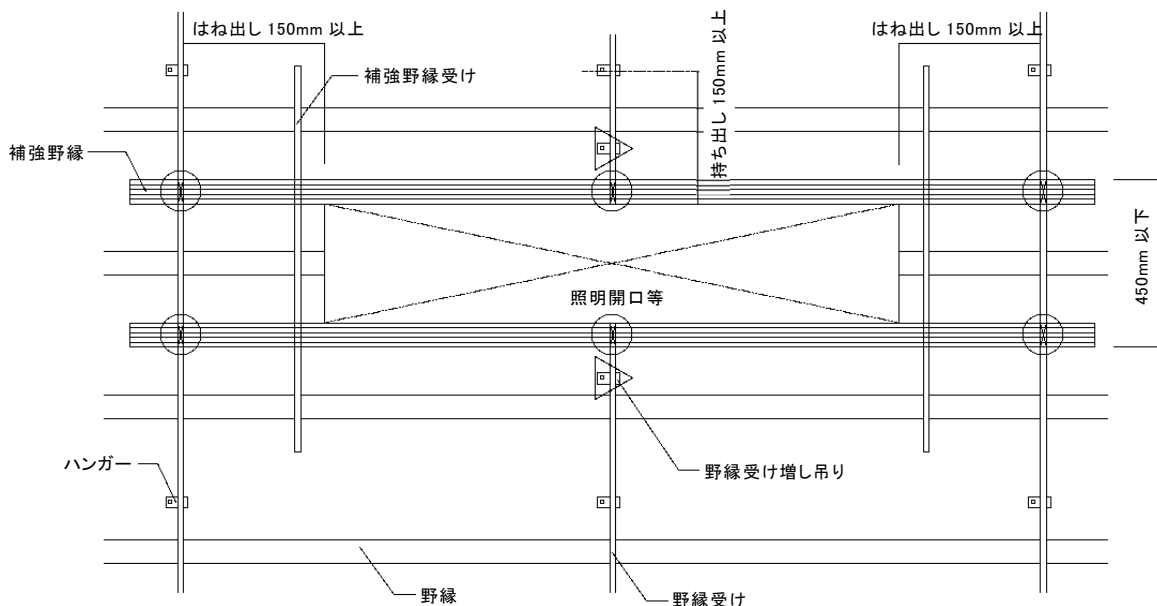 はね出し 150mm 以上
持ち出し 150mm 以上
はね出し 150mm 以上
補強野縁受け
補強野縁
450mm 以下
照明開口等
ハンガー
野縁受け増し吊り
野縁
野縁受け